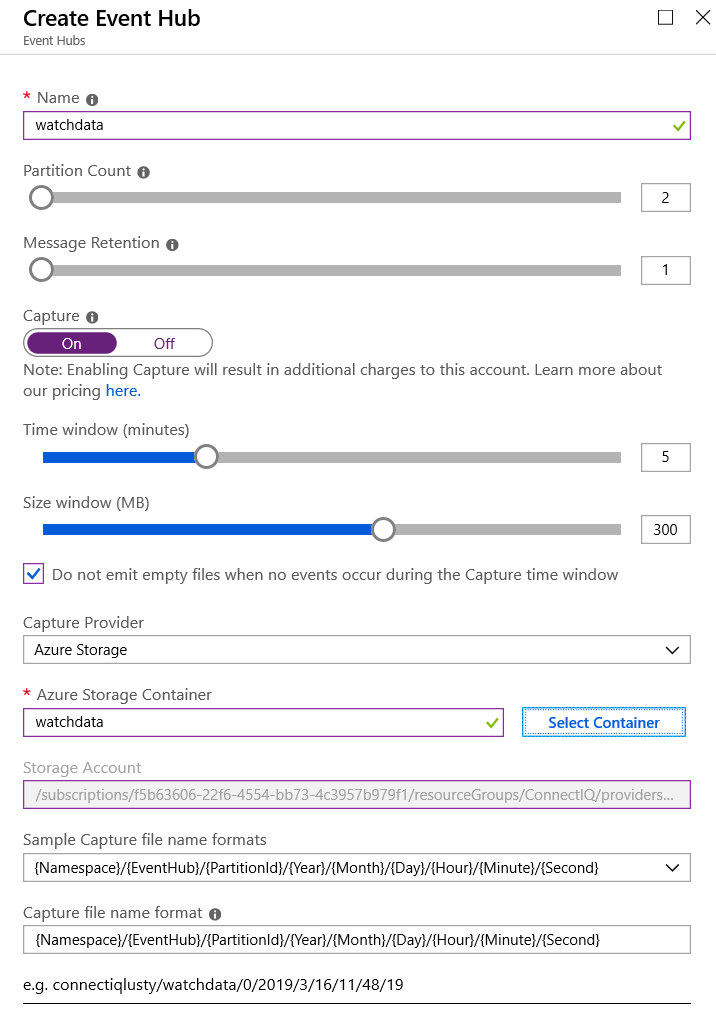 Create Event Hub
Event Hubs
* Name
watchdata
Partition Count
2
Message Retention
1
Capture
On Off
Note: Enabling Capture will result in additional charges to this account. Learn more about
our pricing here.
Time window (minutes)
5
Size window (MB)
300
Do not emit empty files when no events occur during the Capture time window
Capture Provider
Azure Storage
* Azure Storage Container
watchdata
Select Container
Storage Account
/subscriptions/f5b63606-22f6-4554-bb73-4c3957b979f1/resourceGroups/ConnectIQ/providers...
Sample Capture file name formats
{Namespace}/{EventHub}/{PartitionId}/{Year}/{Month}/{Day}/{Hour}/{Minute}/{Second}
Capture file name format
{Namespace}/{EventHub}/{PartitionId}/{Year}/{Month}/{Day}/{Hour}/{Minute}/{Second}
e.g. connectiqlusty/watchdata/0/2019/3/16/11/48/19